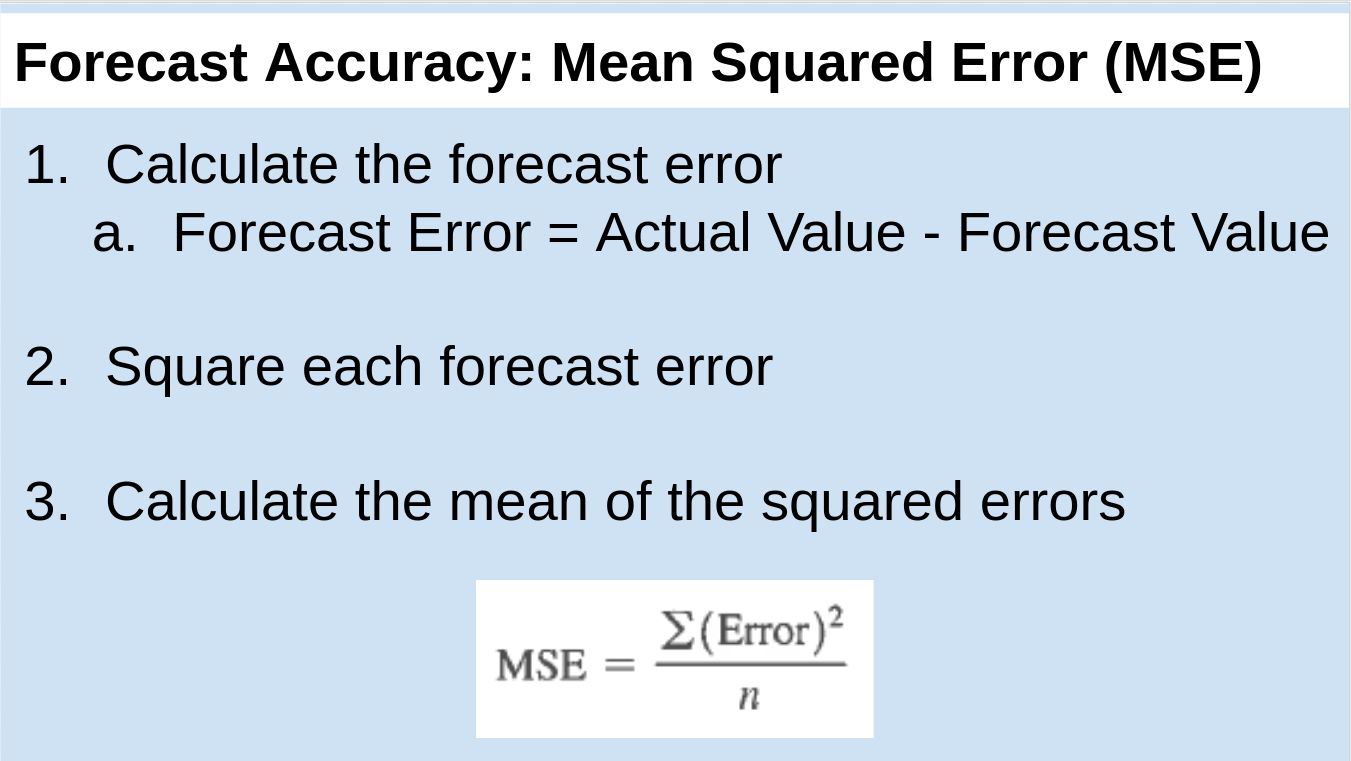 Forecast Accuracy: Mean Squared Error (MSE)
1. Calculate the forecast error
a. Forecast Error = Actual Value - Forecast Value
2. Square each forecast error
3. Calculate the mean of the squared errors
MSE = Σ(Error)² / n